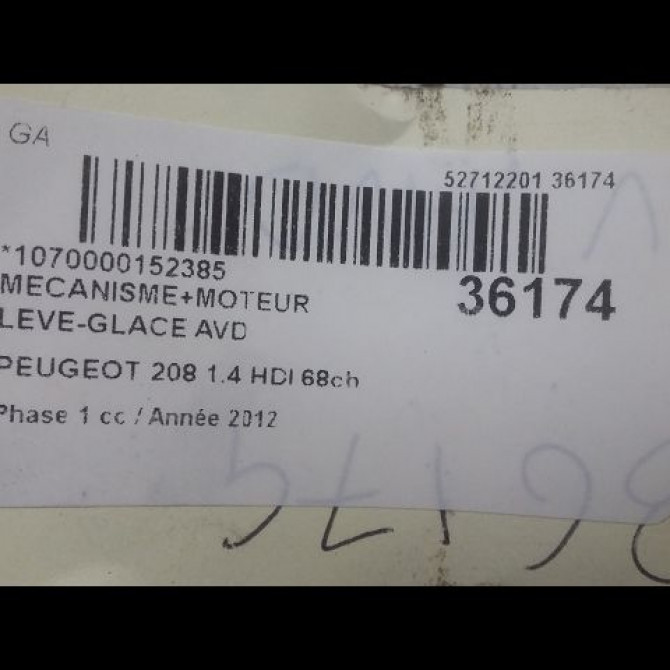 GA
52712201 36174
*1070000152385
36174
MECANISME+MOTEUR
LEVE-GLACE AVD
PEUGEOT 208 1.4 HDI 68ch
Phase 1 cc / Année 2012
36174